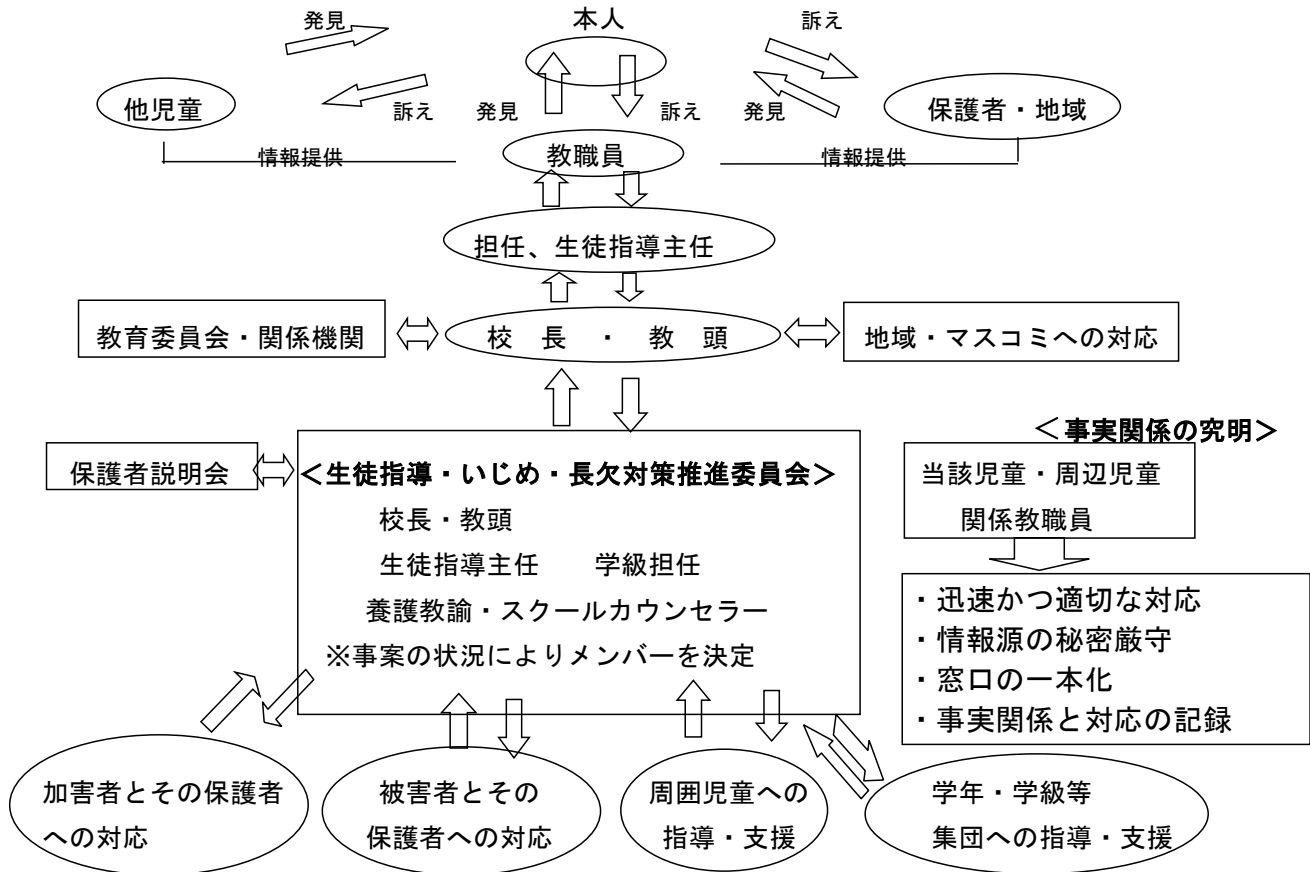 本人
発見
訴え
他児童
訴え
発見
訴え
発見
保護者・地域
情報提供
教職員
情報提供
担任、生徒指導主任
教育委員会・関係機関
校 長 ・ 教 頭
地域・マスコミへの対応
保護者説明会
<生徒指導・いじめ・長欠対策推進委員会>
校長・教頭
生徒指導主任 学級担任
養護教諭・スクールカウンセラー
※事案の状況によりメンバーを決定
<事実関係の究明>
当該児童・周辺児童
関係教職員
・迅速かつ適切な対応
・情報源の秘密厳守
・窓口の一本化
・事実関係と対応の記録
加害者とその保護者
への対応
被害者とその
保護者への対応
周囲児童への
指導・支援
学年・学級等
集団への指導・支援